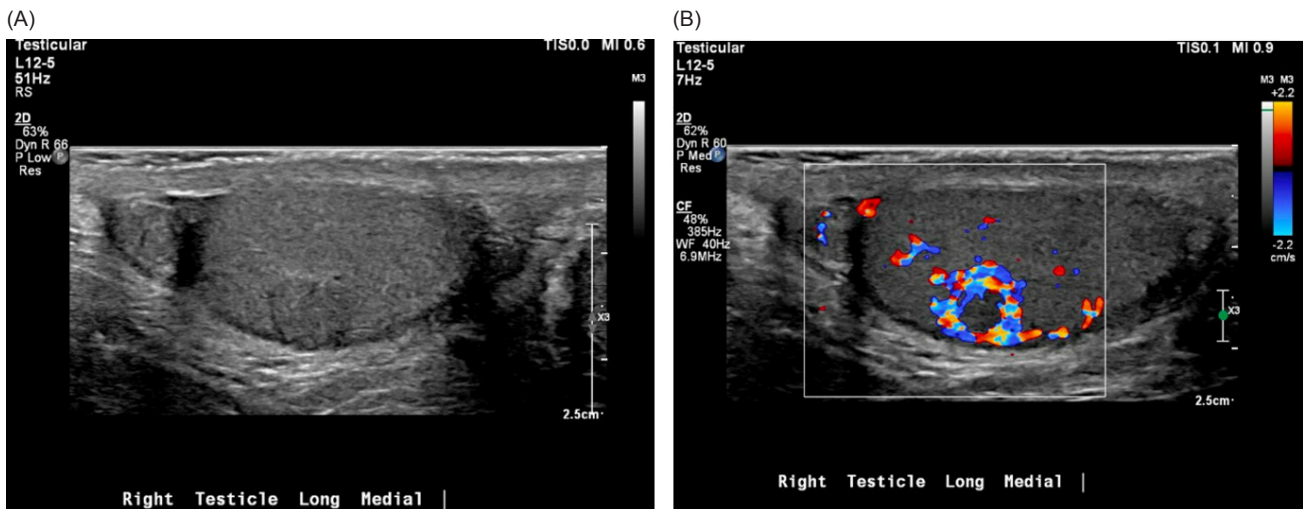 (A)
Testicular TIS0.0 MI 0.6
L12-5
51Hz
RS
M3
2D
63%
Dyn R 66
P Low
Res
P
X3
2.5cm
Right Testicle Long Medial
(B)
Testicular TIS0.1 MI 0.9
L12-5
7Hz
M3 M3
+2.2
2D
62%
Dyn R 60
P Med
Res
P
CF
48%
385Hz
WF 40Hz
6.9MHz
-2.2
cm/s
X3
2.5cm
Right Testicle Long Medial